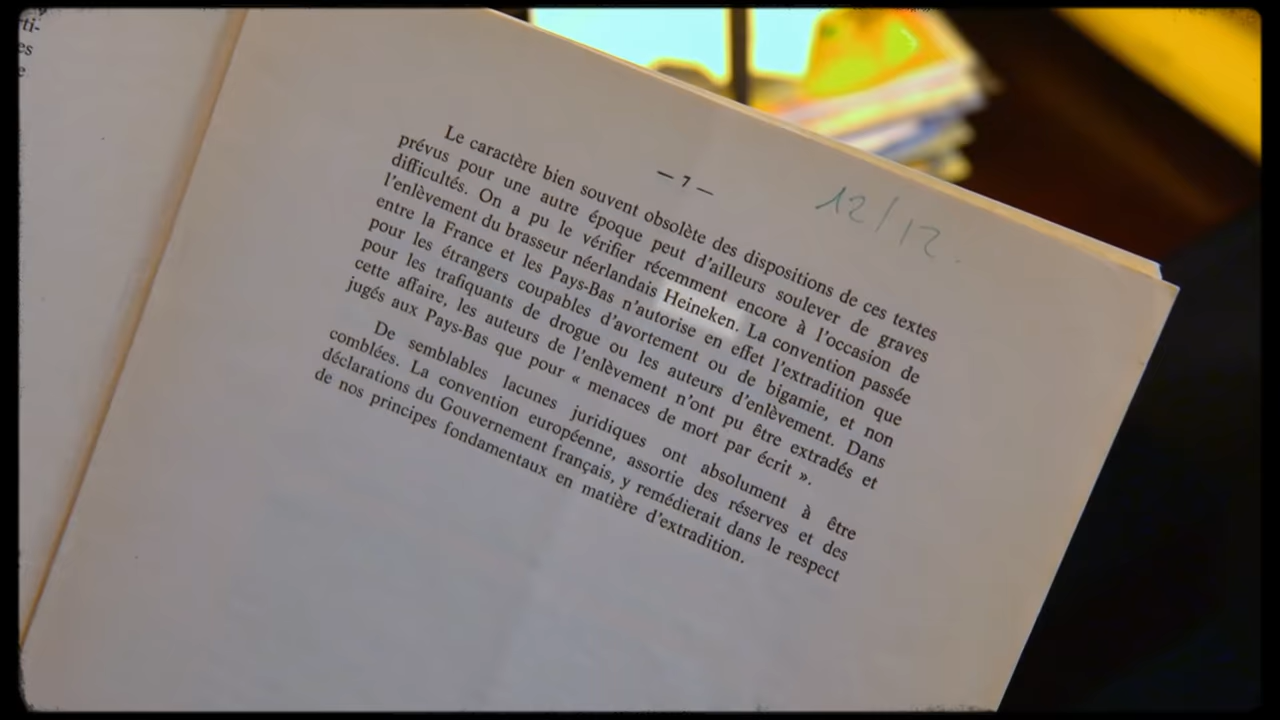 ti-
es
e
— 7 —
12/12.
Le caractère bien souvent obsolète des dispositions de ces textes
prévus pour une autre époque peut d'ailleurs soulever de graves
difficultés. On a pu le vérifier récemment encore à l'occasion de
l'enlèvement du brasseur néerlandais Heineken. La convention passée
entre la France et les Pays-Bas n'autorise en effet l'extradition que
pour les étrangers coupables d'avortement ou de bigamie, et non
pour les trafiquants de drogue ou les auteurs d'enlèvement. Dans
cette affaire, les auteurs de l'enlèvement n'ont pu être extradés et
jugés aux Pays-Bas que pour « menaces de mort par écrit ».
De semblables lacunes juridiques ont absolument à être
comblées. La convention européenne, assortie des réserves et des
déclarations du Gouvernement français, y remédierait dans le respect
de nos principes fondamentaux en matière d'extradition.